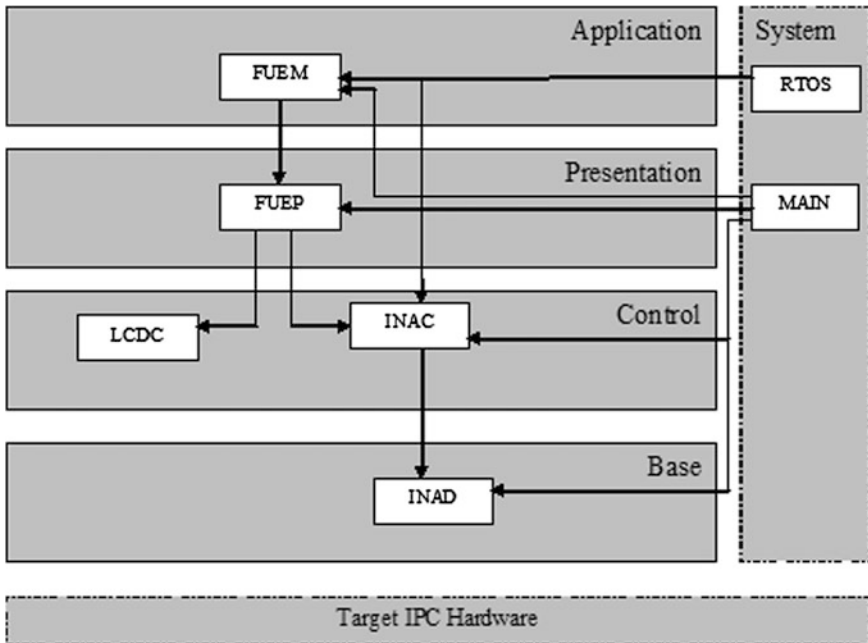 Application
System
FUEM
RTOS
Presentation
FUEP
MAIN
INAC
Control
LCDC
Base
INAD
Target IPC Hardware